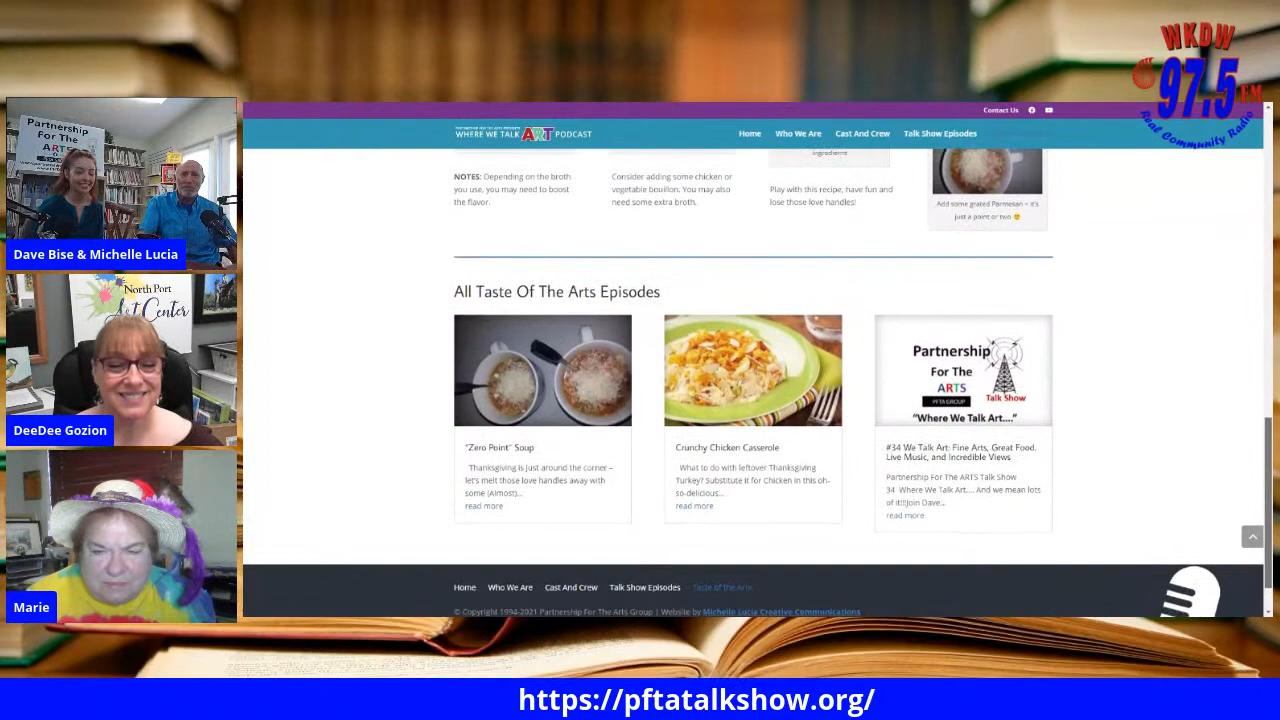 WKDW
97.5 FM
Real Community Radio
Partnership
For The
ARTS
Dave Bise & Michelle Lucia
North Port
Art Center
DeeDee Gozion
Marie
Contact Us
WHERE WE TALK ART PODCAST
Home Who We Are Cast And Crew Talk Show Episodes
ingredients
NOTES: Depending on the broth
you use, you may need to boost
the flavor.
Consider adding some chicken or
vegetable bouillon. You may also
need some extra broth.
Play with this recipe, have fun and
lose those love handles!
Add some grated Parmesan – it's
just a point or two 🙂
All Taste Of The Arts Episodes
Partnership
For The
ARTS
PFTA GROUP
Talk Show
“Where We Talk Art....”
“Zero Point” Soup
Thanksgiving is just around the corner –
let's melt those love handles away with
some (Almost)...
read more
Crunchy Chicken Casserole
What to do with leftover Thanksgiving
Turkey? Substitute it for Chicken in this oh-
so-delicious...
read more
#34 We Talk Art: Fine Arts, Great Food,
Live Music, and Incredible Views
Partnership For The ARTS Talk Show
34 Where We Talk Art.... And we mean lots
of it!!!Join Dave...
read more
Home Who We Are Cast And Crew Talk Show Episodes Taste of the Arts
© Copyright 1994-2021 Partnership For The Arts Group | Website by Michelle Lucia Creative Communications
https://pftatalkshow.org/